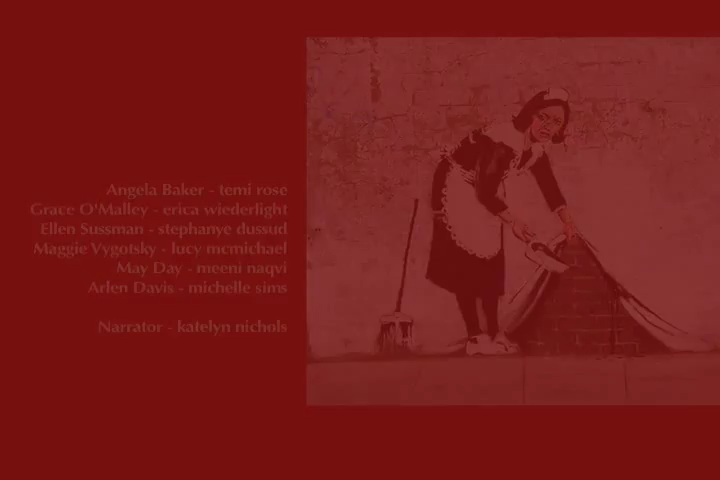 Angela Baker - temi rose
Grace O'Malley - erica wiederlight
Ellen Sussman - stephanye dussud
Maggie Vygotsky - lucy mcmichael
May Day - meeni naqvi
Arlen Davis - michelle sims
Narrator - katelyn nichols